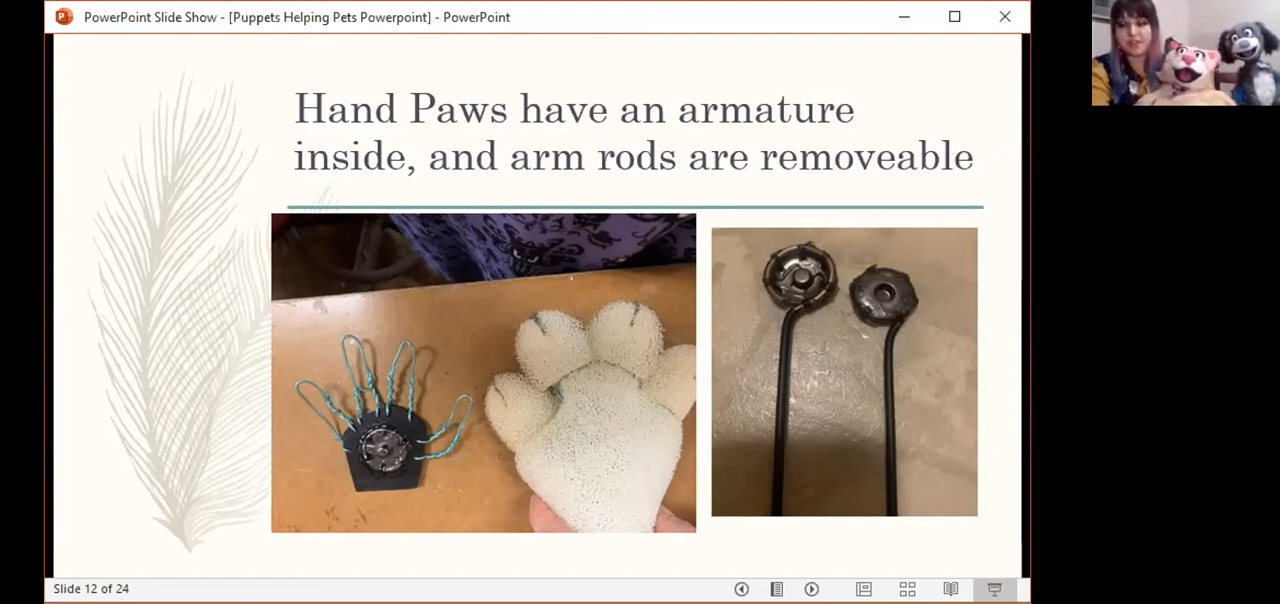 PowerPoint Slide Show - [Puppets Helping Pets Powerpoint] - PowerPoint
Hand Paws have an armature
inside, and arm rods are removeable
Slide 12 of 24